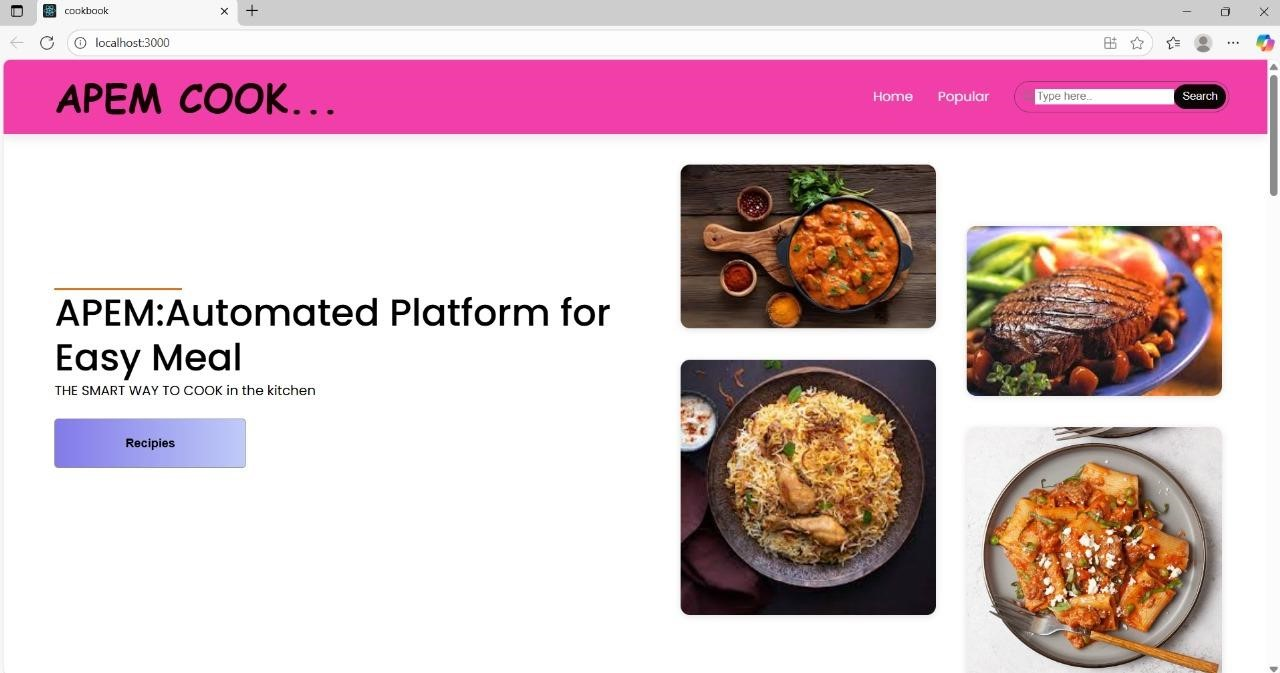 cookbook
localhost:3000
APEM COOK...
Home
Popular
Type here..
Search
APEM:Automated Platform for
Easy Meal
THE SMART WAY TO COOK in the kitchen
Recipies